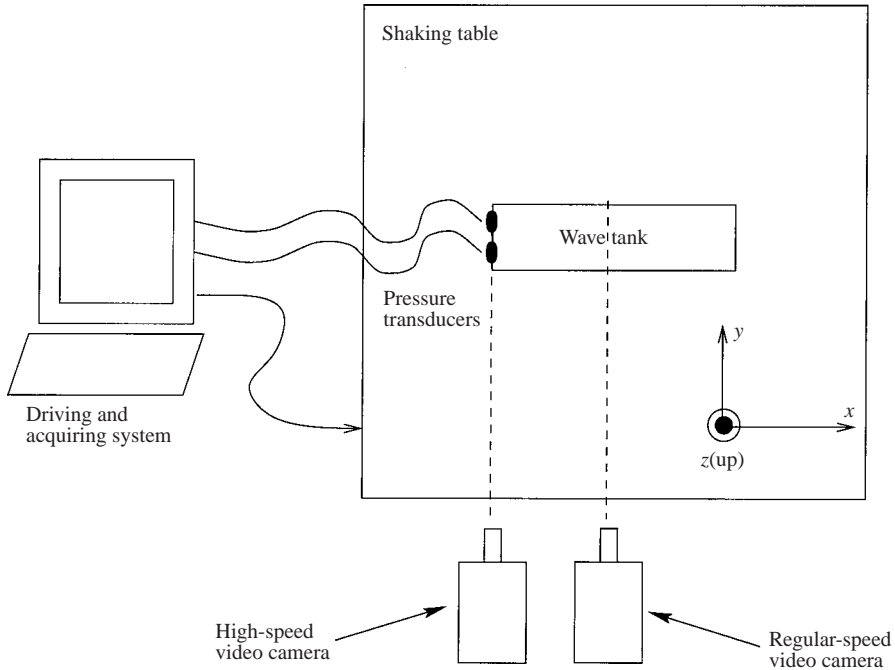 Shaking table
Wave tank
Pressure
transducers
y
x
z(up)
Driving and
acquiring system
High-speed
video camera
Regular-speed
video camera